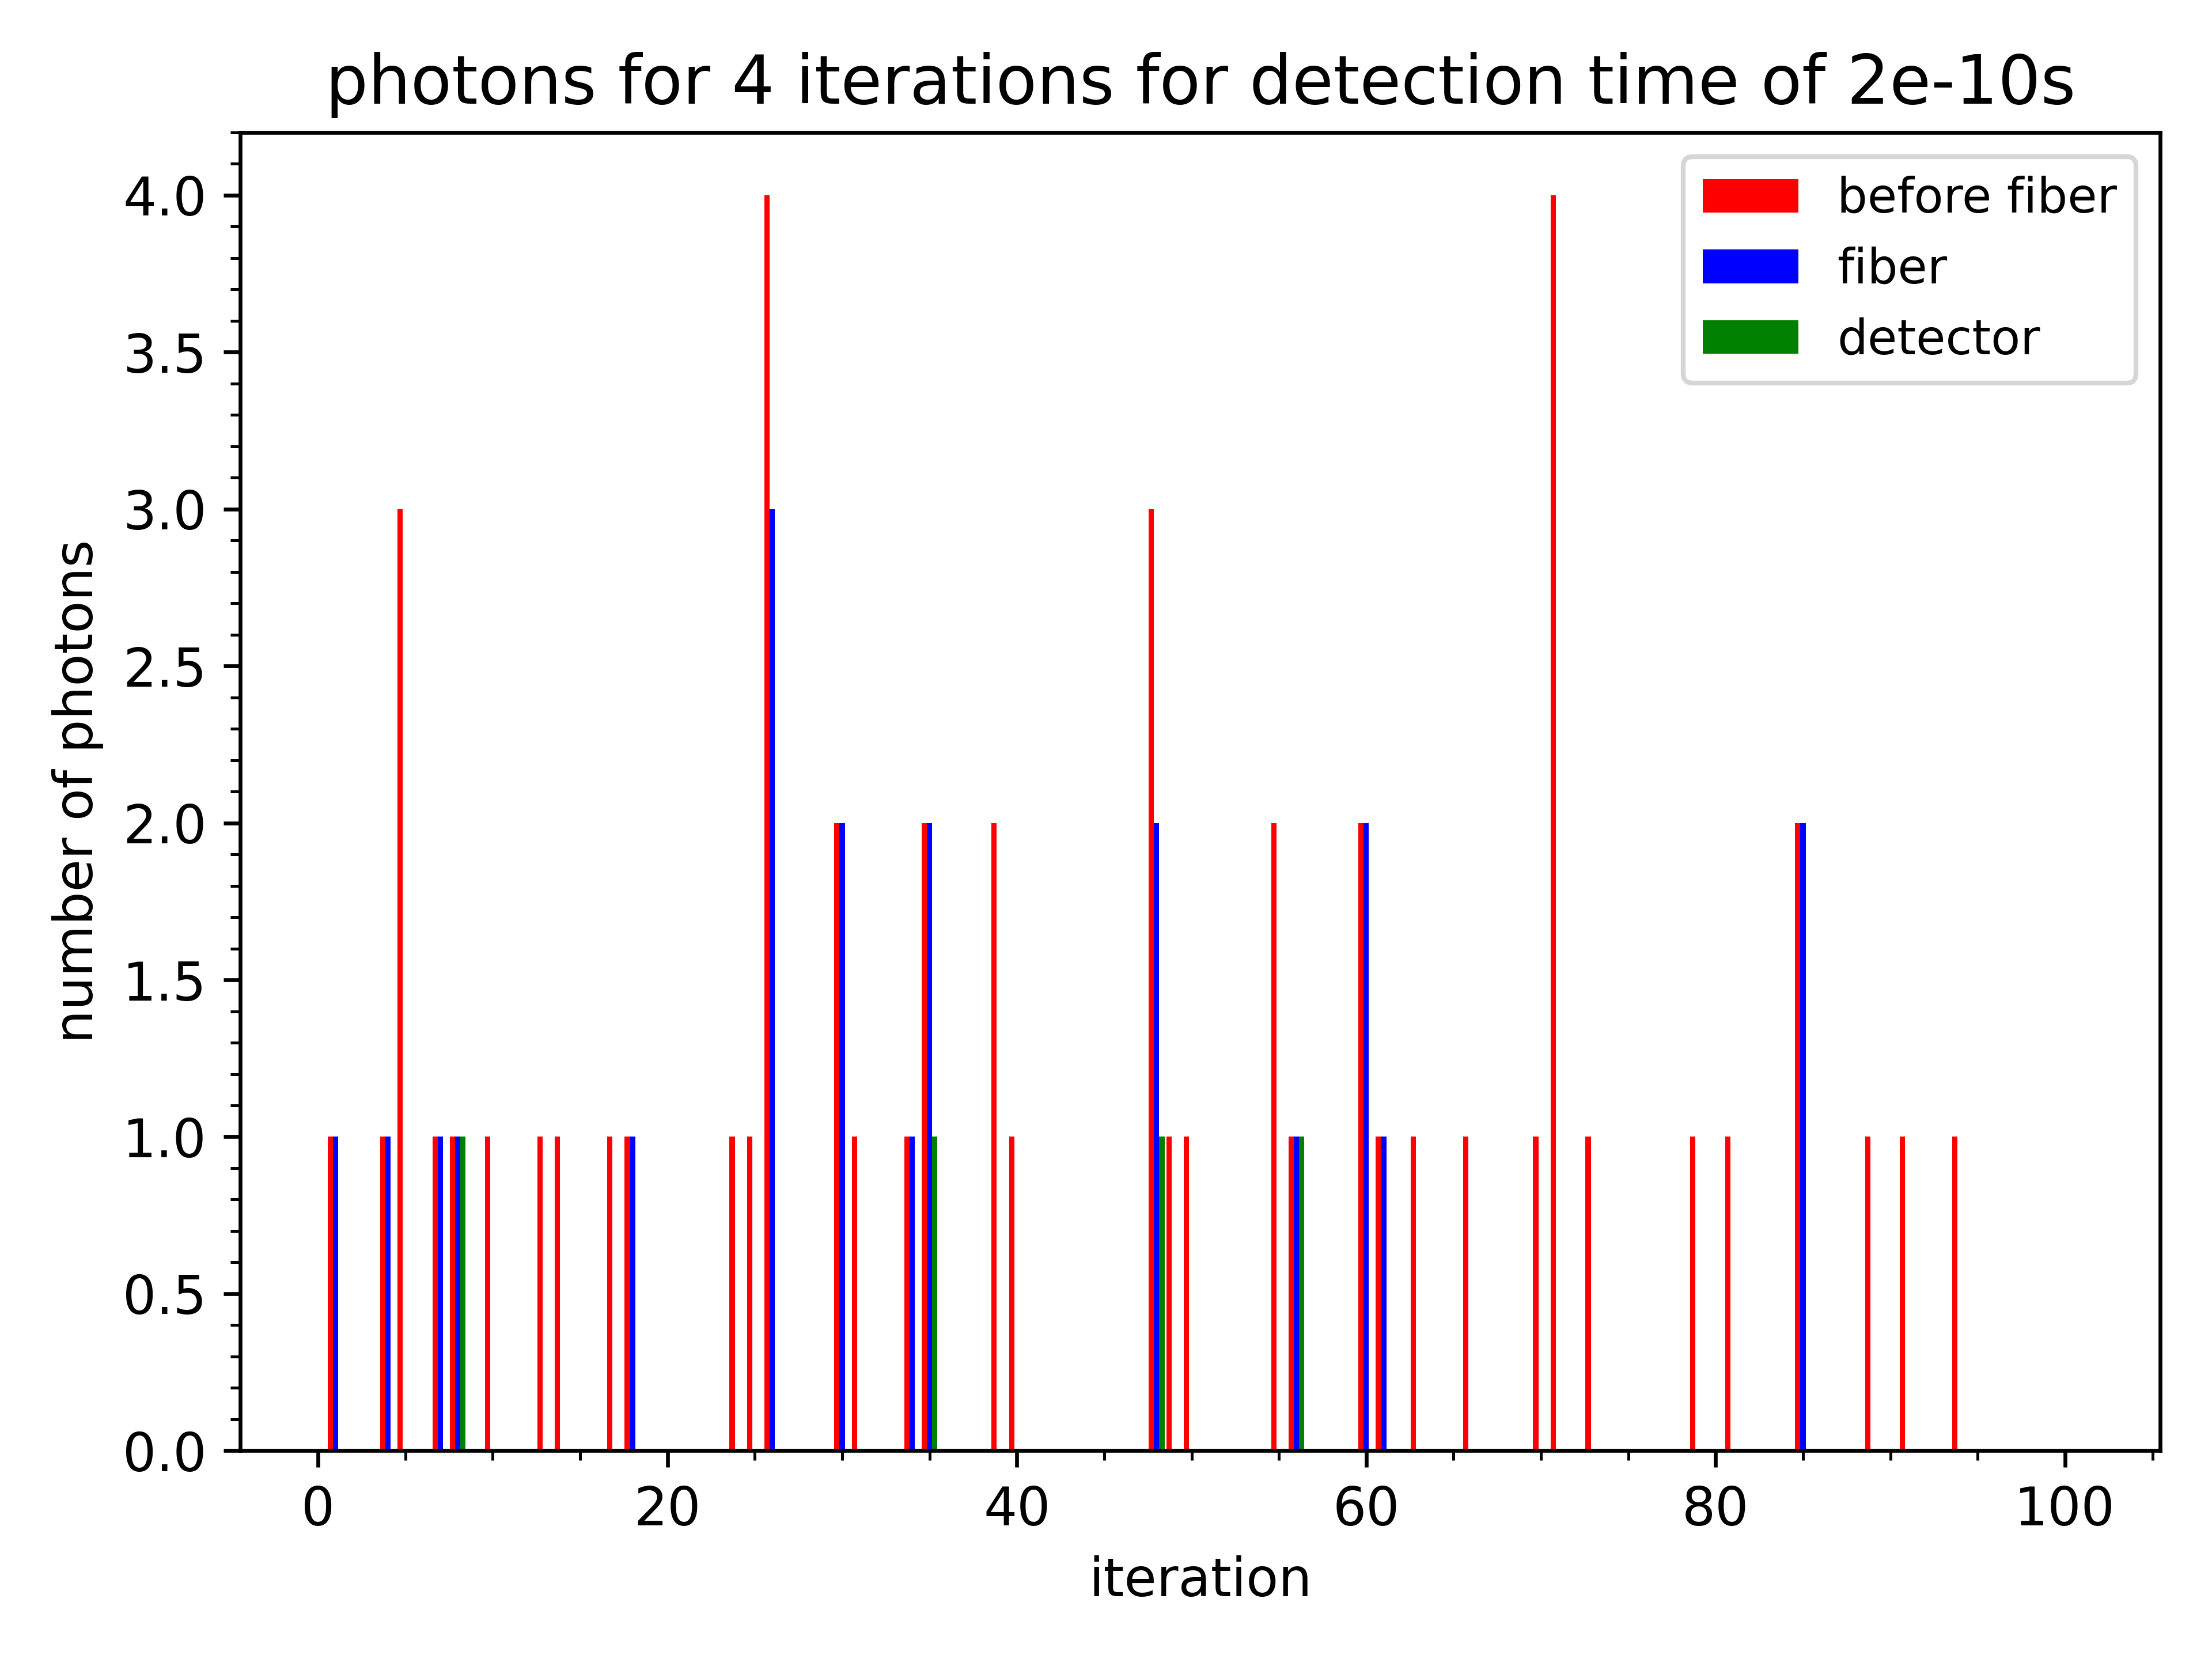 photons for 4 iterations for detection time of 2e-10s
before fiber
fiber
detector
number of photons
4.0
3.5
3.0
2.5
2.0
1.5
1.0
0.5
0.0
0 20 40 60 80 100
iteration